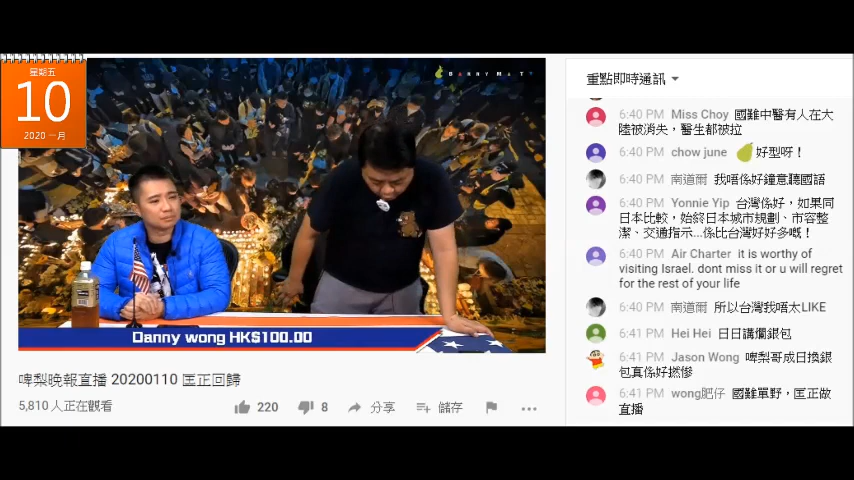 星期五
10
2020 一月
DANNY MATT
Danny wong HK$100.00
啤梨晚報直播 20200110 匡正回歸
5,810 人正在觀看
220
8
分享
儲存
重點即時通訊
6:40 PM Miss Choy 國難中醫有人在大
陸被消失，醫生都被拉
6:40 PM chow june 好型呀！
6:40 PM 南道爾 我唔係好鐘意聽國語
6:40 PM Yonnie Yip 台灣係好，如果同
日本比較，始終日本城市規劃、市容整
潔、交通指示...係比台灣好好多嘅！
6:40 PM Air Charter it is worthy of
visiting Israel. dont miss it or u will regret
for the rest of your life
6:40 PM 南道爾 所以台灣我唔太LIKE
6:41 PM Hei Hei 日日講爛銀包
6:41 PM Jason Wong 啤梨哥成日換銀
包真係好撚慘
6:41 PM wong肥仔 國難單野，匡正做
直播